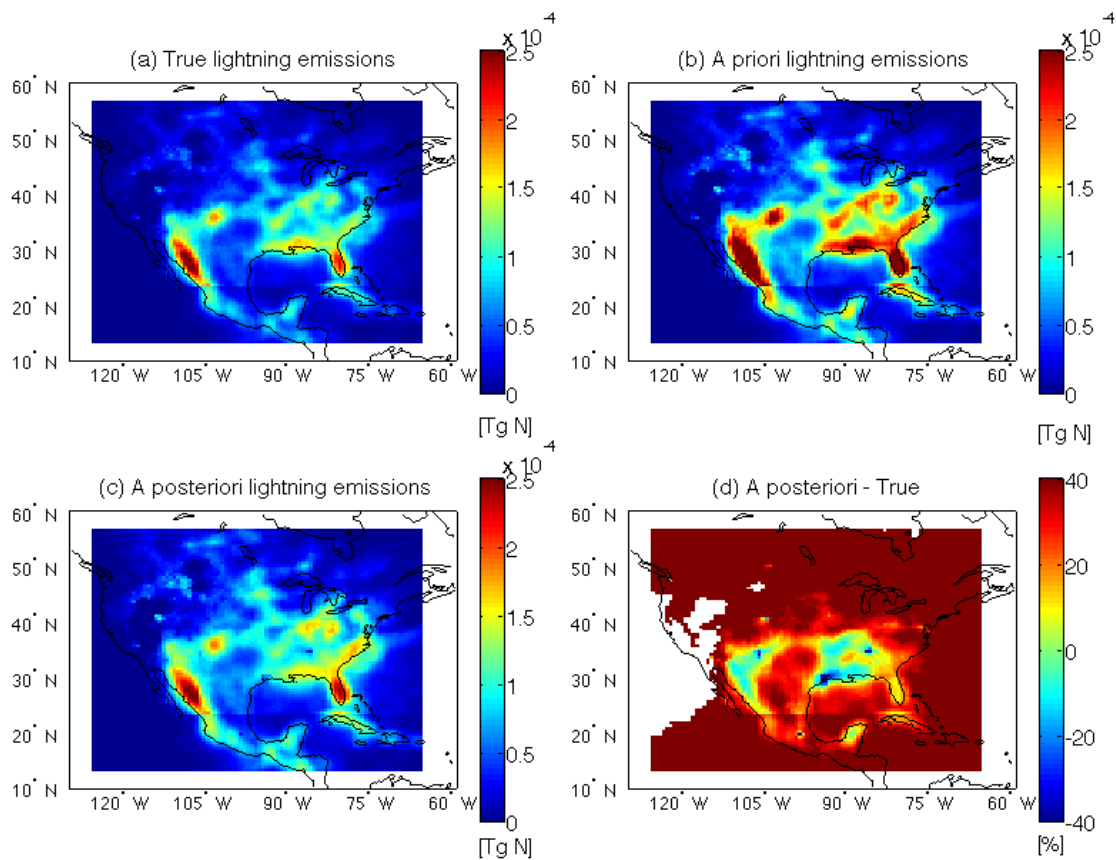 x 10⁻⁴
(a) True lightning emissions
60° N
50° N
40° N
30° N
20° N
10° N
120° W
105° W
90° W
75° W
60° W
2.5
2
1.5
1
0.5
0
[Tg N]
x 10⁻⁴
(b) A priori lightning emissions
60° N
50° N
40° N
30° N
20° N
10° N
120° W
105° W
90° W
75° W
60° W
2.5
2
1.5
1
0.5
0
[Tg N]
x 10⁻⁴
(c) A posteriori lightning emissions
60° N
50° N
40° N
30° N
20° N
10° N
120° W
105° W
90° W
75° W
60° W
2.5
2
1.5
1
0.5
0
[Tg N]
(d) A posteriori - True
60° N
50° N
40° N
30° N
20° N
10° N
120° W
105° W
90° W
75° W
60° W
40
20
0
-20
-40
[%]